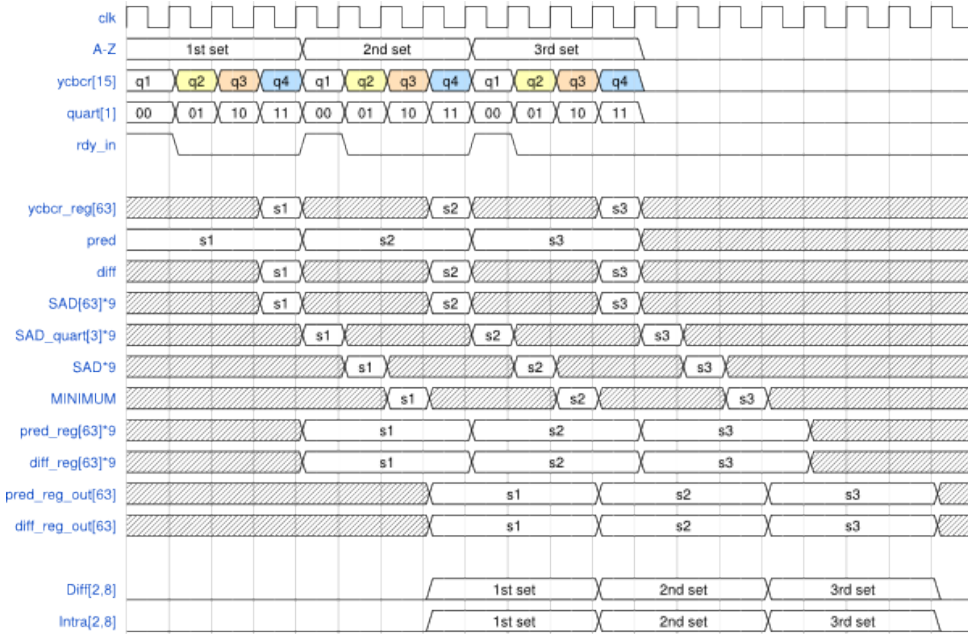 clk
A-Z 1st set 2nd set 3rd set
ycbcr[15] q1 q2 q3 q4 q1 q2 q3 q4 q1 q2 q3 q4
quart[1] 00 01 10 11 00 01 10 11 00 01 10 11
rdy_in
ycbcr_reg[63] s1 s2 s3
pred s1 s2 s3
diff s1 s2 s3
SAD[63]*9 s1 s2 s3
SAD_quart[3]*9 s1 s2 s3
SAD*9 s1 s2 s3
MINIMUM s1 s2 s3
pred_reg[63]*9 s1 s2 s3
diff_reg[63]*9 s1 s2 s3
pred_reg_out[63] s1 s2 s3
diff_reg_out[63] s1 s2 s3
Diff[2,8] 1st set 2nd set 3rd set
Intra[2,8] 1st set 2nd set 3rd set